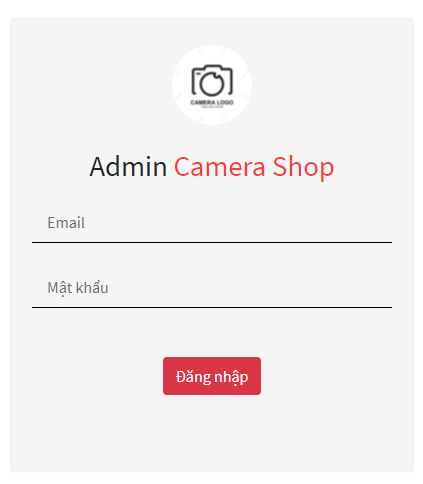 CAMERA LOGO
Admin Camera Shop
Email
Mật khẩu
Đăng nhập